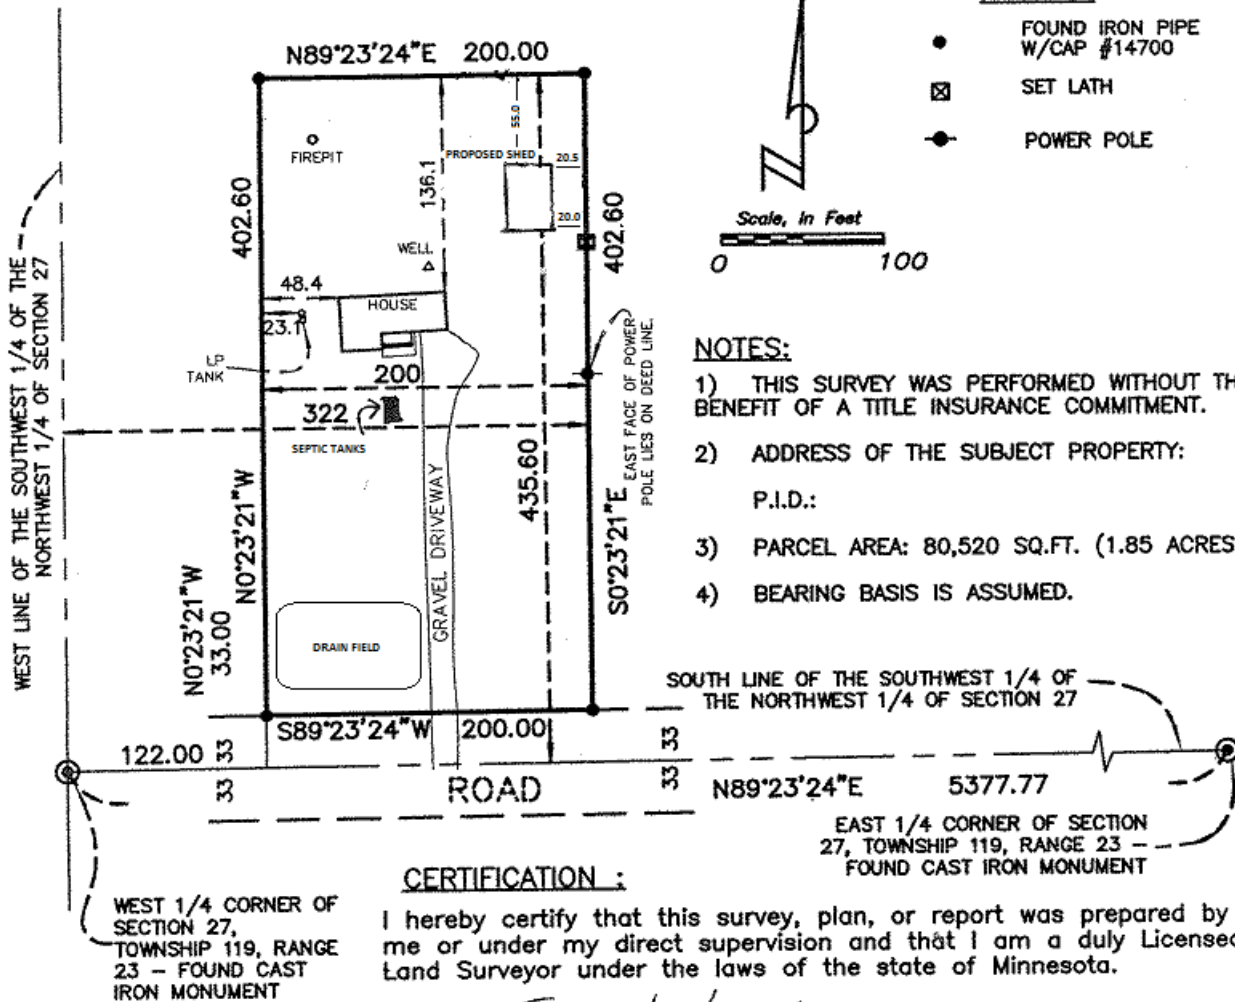 N89°23'24"E 200.00
FIREPIT
PROPOSED SHED
55.0
20.5
20.0
136.1
402.60
402.60
WELL
48.4
HOUSE
23.1
LP
TANK
200
322
SEPTIC TANKS
435.60
EAST FACE OF POWER
POLE LIES ON DEED LINE.
GRAVEL DRIVEWAY
N0°23'21"W
S0°23'21"E
N0°23'21"W
33.00
DRAIN FIELD
S89°23'24"W 200.00
122.00
33
33
33
33
ROAD
N89°23'24"E 5377.77
WEST LINE OF THE SOUTHWEST 1/4 OF THE
NORTHWEST 1/4 OF SECTION 27
SOUTH LINE OF THE SOUTHWEST 1/4 OF
THE NORTHWEST 1/4 OF SECTION 27
EAST 1/4 CORNER OF SECTION
27, TOWNSHIP 119, RANGE 23 –
FOUND CAST IRON MONUMENT
WEST 1/4 CORNER OF
SECTION 27,
TOWNSHIP 119, RANGE
23 – FOUND CAST
IRON MONUMENT
FOUND IRON PIPE
W/CAP #14700
SET LATH
POWER POLE
N
Scale, In Feet
0 100
NOTES:
1) THIS SURVEY WAS PERFORMED WITHOUT TH
BENEFIT OF A TITLE INSURANCE COMMITMENT.
2) ADDRESS OF THE SUBJECT PROPERTY:
P.I.D.:
3) PARCEL AREA: 80,520 SQ.FT. (1.85 ACRES
4) BEARING BASIS IS ASSUMED.
CERTIFICATION :
I hereby certify that this survey, plan, or report was prepared by
me or under my direct supervision and that I am a duly Licensed
Land Surveyor under the laws of the state of Minnesota.